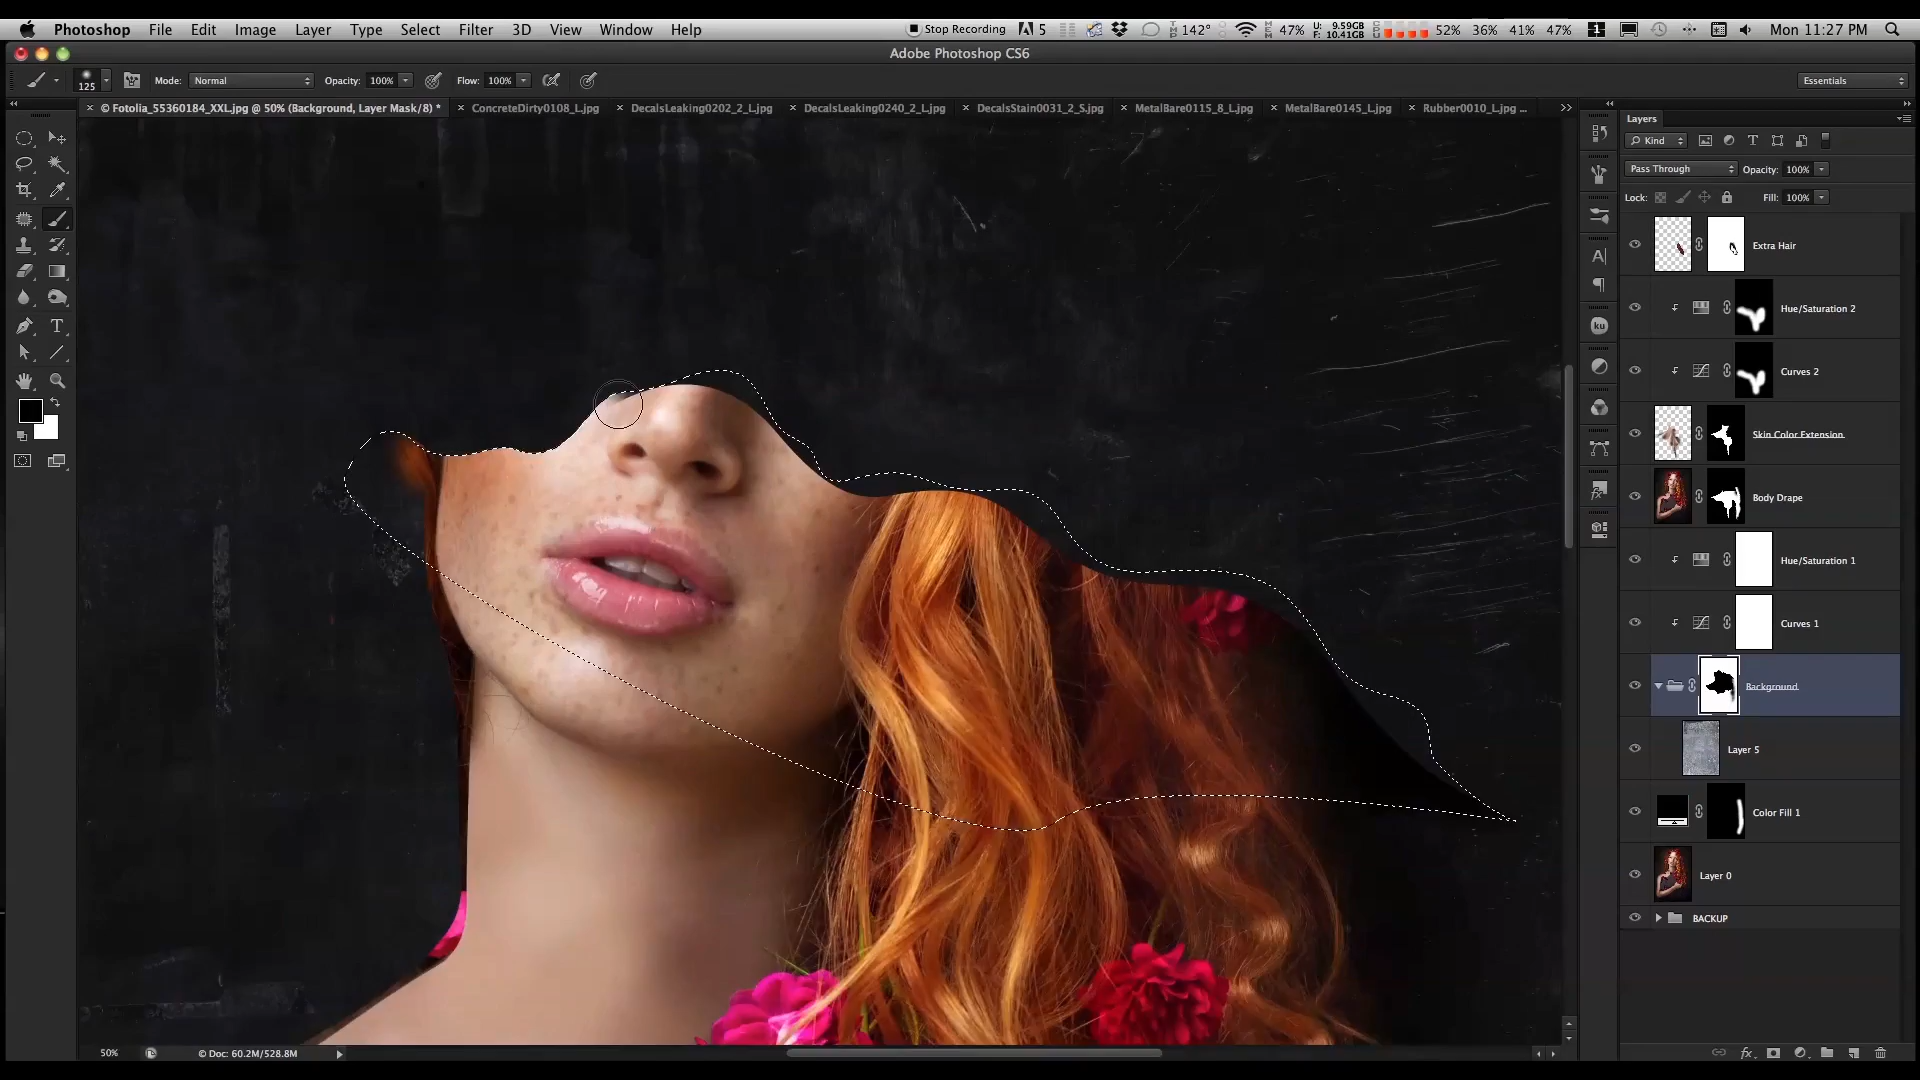 Photoshop File Edit Image Layer Type Select Filter 3D View Window Help Stop Recording 5 142° 47% U: 9.59GB F: 10.41GB 52% 36% 41% 47% 1 Mon 11:27 PM
Adobe Photoshop CS6
125 Mode: Normal Opacity: 100% Flow: 100% Essentials
× © Fotolia_55360184_XXL.jpg @ 50% (Background, Layer Mask/8) * × ConcreteDirty0108_L.jpg × DecalsLeaking0202_2_L.jpg × DecalsLeaking0240_2_L.jpg × DecalsStain0031_2_S.jpg × MetalBare0115_8_L.jpg × MetalBare0145_L.jpg × Rubber0010_L.jpg ...
Layers
Kind
Pass Through Opacity: 100%
Lock: Fill: 100%
Extra Hair
Hue/Saturation 2
Curves 2
Skin Color Extension
Body Drape
Hue/Saturation 1
Curves 1
Background
Layer 5
Color Fill 1
Layer 0
BACKUP
ku
fx
50% © Doc: 60.2M/528.8M
fx